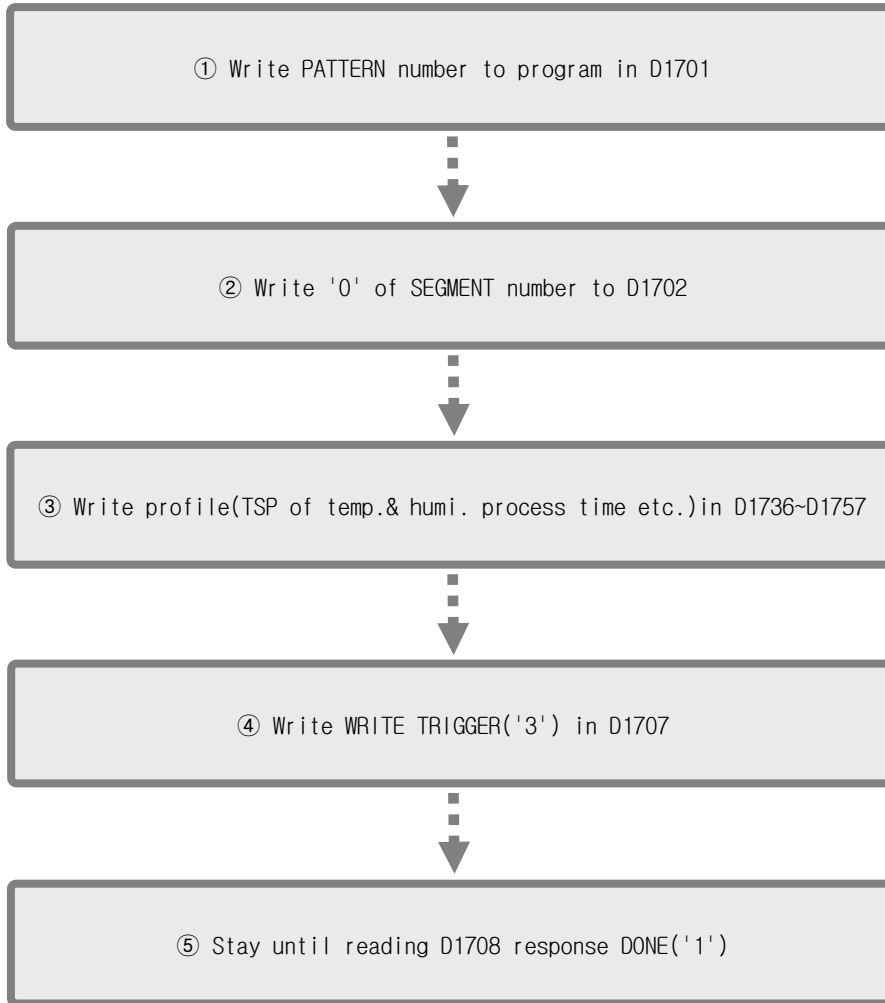 ① Write PATTERN number to program in D1701
② Write '0' of SEGMENT number to D1702
③ Write profile(TSP of temp.& humi. process time etc.)in D1736~D1757
④ Write WRITE TRIGGER('3') in D1707
⑤ Stay until reading D1708 response DONE('1')